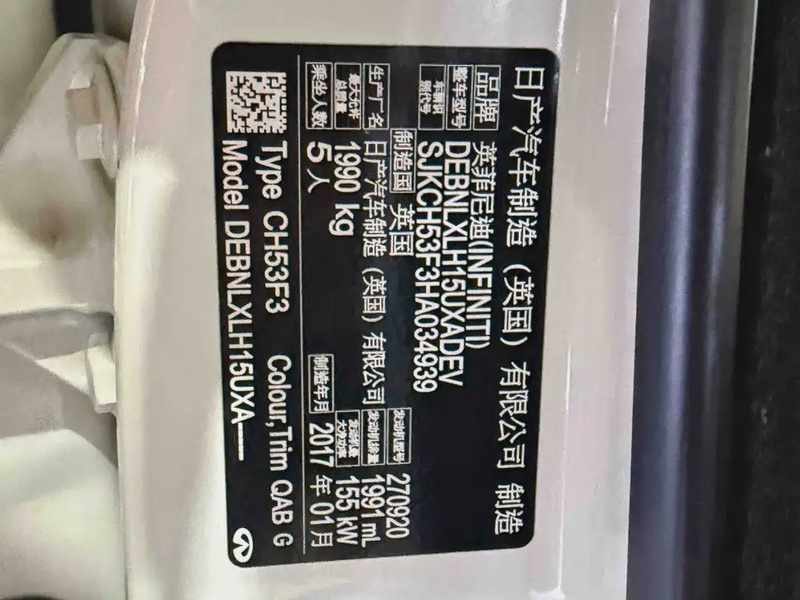 日产汽车制造（英国）有限公司 制造
品牌 英菲尼迪(INFINITI)
整车型号 DEBNLXLH15UXADEV
车辆识别代号 SJKCH53F3HA034939
制造国 英国 发动机型号 270920
生产厂名 日产汽车制造（英国）有限公司 发动机排量 1991 mL
最大允许总质量 1990 kg 发动机最大净功率 155 kW
乘坐人数 5 人 制造年月 2017 年 01 月
Type CH53F3 Colour,Trim QAB G
Model DEBNLXLH15UXA-----